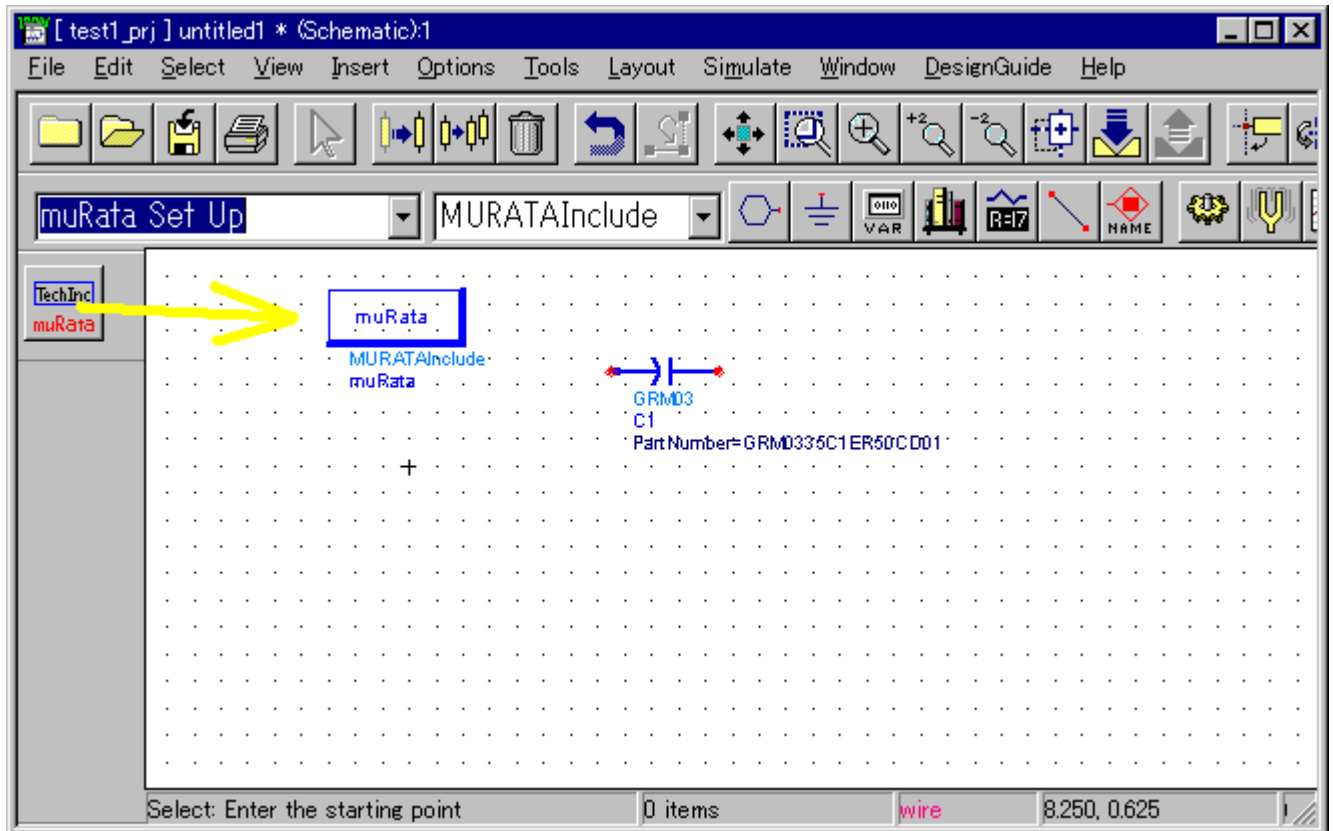 [ test1_prj ] untitled1 * (Schematic):1
File Edit Select View Insert Options Tools Layout Simulate Window DesignGuide Help
+2 -2
muRata Set Up MURATAInclude VAR NAME
TechInc
muRata
muRata
MURATAInclude
muRata
GRM03
C1
PartNumber=GRM0335C1ER50CD01
Select: Enter the starting point 0 items wire 8.250, 0.625